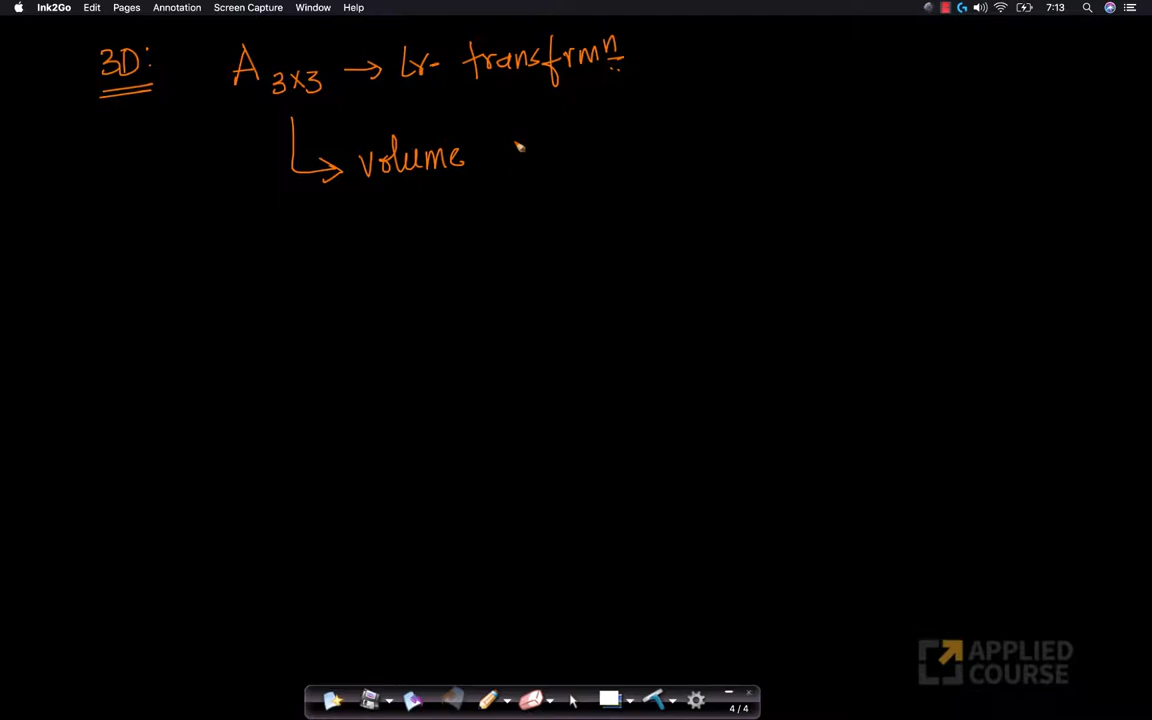 Ink2Go Edit Pages Annotation Screen Capture Window Help 7:13
3D: A 3x3 → Lr- transfrmn
↳ volume
APPLIED
COURSE
4/4